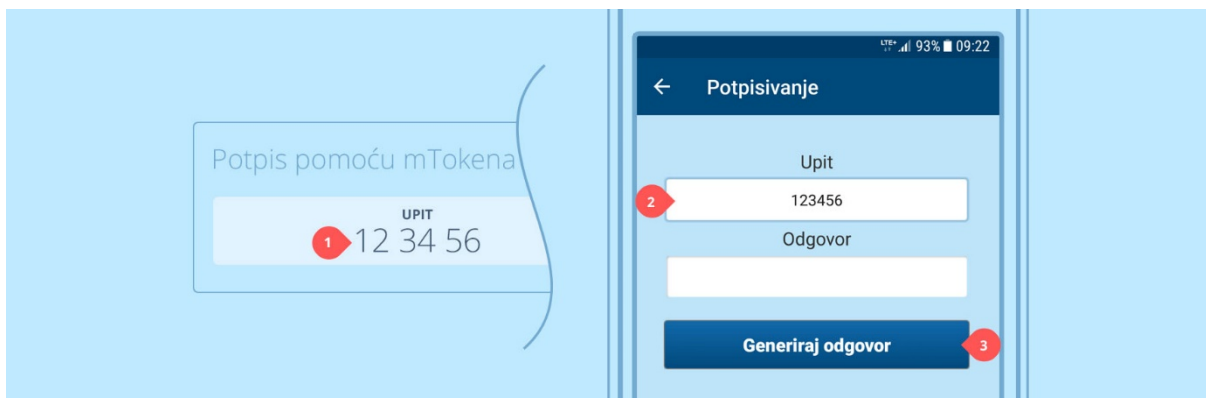 Potpis pomoću mTokena
UPIT
1 12 34 56
LTE+ 93% 09:22
← Potpisivanje
Upit
2 123456
Odgovor
Generiraj odgovor 3